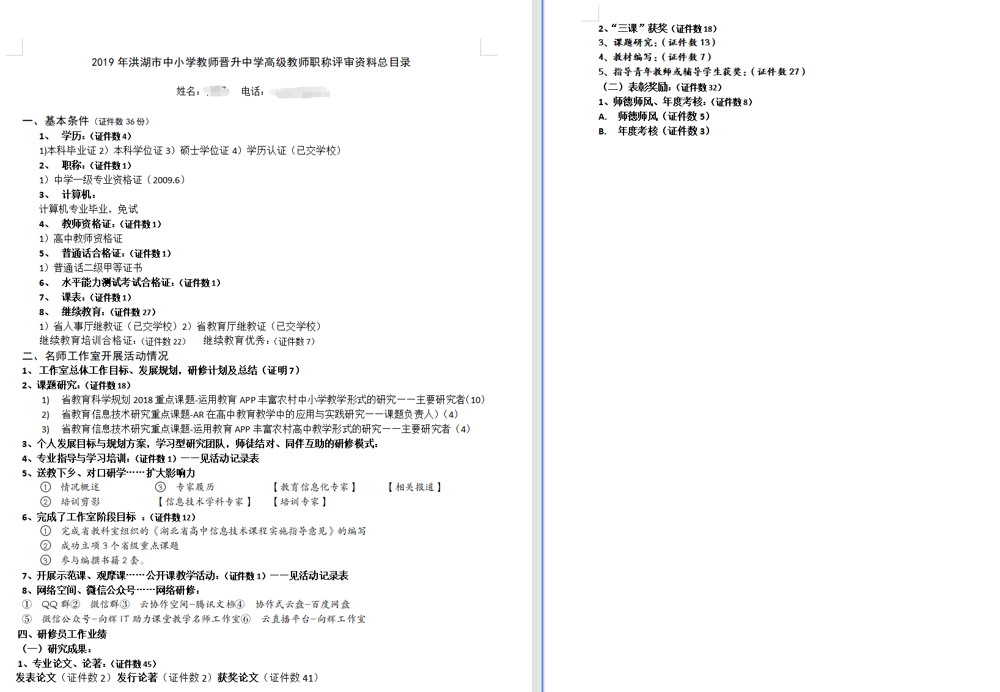 2019 年洪湖市中小学教师晋升中学高级教师职称评审资料总目录
姓名： 电话：
一、基本条件（证件数 36 份）
1、 学历：（证件数 4）
1)本科毕业证 2）本科学位证 3）硕士学位证 4）学历认证（已交学校）
2、 职称：（证件数 1）
1）中学一级专业资格证（2009.6）
3、 计算机：
计算机专业毕业，免试
4、 教师资格证：（证件数 1）
1）高中教师资格证
5、 普通话合格证：（证件数 1）
1）普通话二级甲等证书
6、 水平能力测试考试合格证：（证件数 1）
7、 课表：（证件数 1）
8、 继续教育：（证件数 27）
1）省人事厅继教证（已交学校）2）省教育厅继教证（已交学校）
继续教育培训合格证：（证件数 22） 继续教育优秀：（证件数 7）
二、名师工作室开展活动情况
1、 工作室总体工作目标、发展规划，研修计划及总结（证明 7）
2、课题研究：（证件数 18）
1) 省教育科学规划 2018 重点课题-运用教育 APP 丰富农村中小学教学形式的研究——主要研究者（10）
2) 省教育信息技术研究重点课题-AR 在高中教育教学中的应用与实践研究——课题负责人）（4）
3) 省教育信息技术研究重点课题-运用教育 APP 丰富农村高中教学形式的研究——主要研究者（4）
3、个人发展目标与规划方案，学习型研究团队，师徒结对、同伴互助的研修模式：
4、专业指导与学习培训：（证件数 1）——见活动记录表
5、送教下乡、对口研学……扩大影响力
① 情况概述 ③ 专家履历 【教育信息化专家】 【相关报道】
② 培训剪影 【信息技术学科专家】 【培训专家】
6、完成了工作室阶段目标 ：（证件数 12）
① 完成省教科室组织的《湖北省高中信息技术课程实施指导意见》的编写
② 成功立项 3 个省级重点课题
③ 参与编撰书籍 2 套。
7、开展示范课、观摩课……公开课教学活动：（证件数 1）——见活动记录表
8、网络空间、微信公众号……网络研修：
① QQ 群② 微信群③ 云协作空间-腾讯文档④ 协作式云盘-百度网盘
⑤ 微信公众号-向辉 IT 助力课堂教学名师工作室⑥ 云直播平台-向辉工作室
四、研修员工作业绩
（一）研究成果：
1、专业论文、论著：（证件数 45）
发表论文（证件数 2）发行论著（证件数 2）获奖论文（证件数 41）
2、“三课”获奖（证件数 18）
3、课题研究：（证件数 13）
4、教材编写：（证件数 7）
5、指导青年教师或辅导学生获奖：（证件数 27）
（二）表彰奖励：（证件数 32）
1、师德师风、年度考核：（证件数 8）
A. 师德师风（证件数 5）
B. 年度考核（证件数 3）